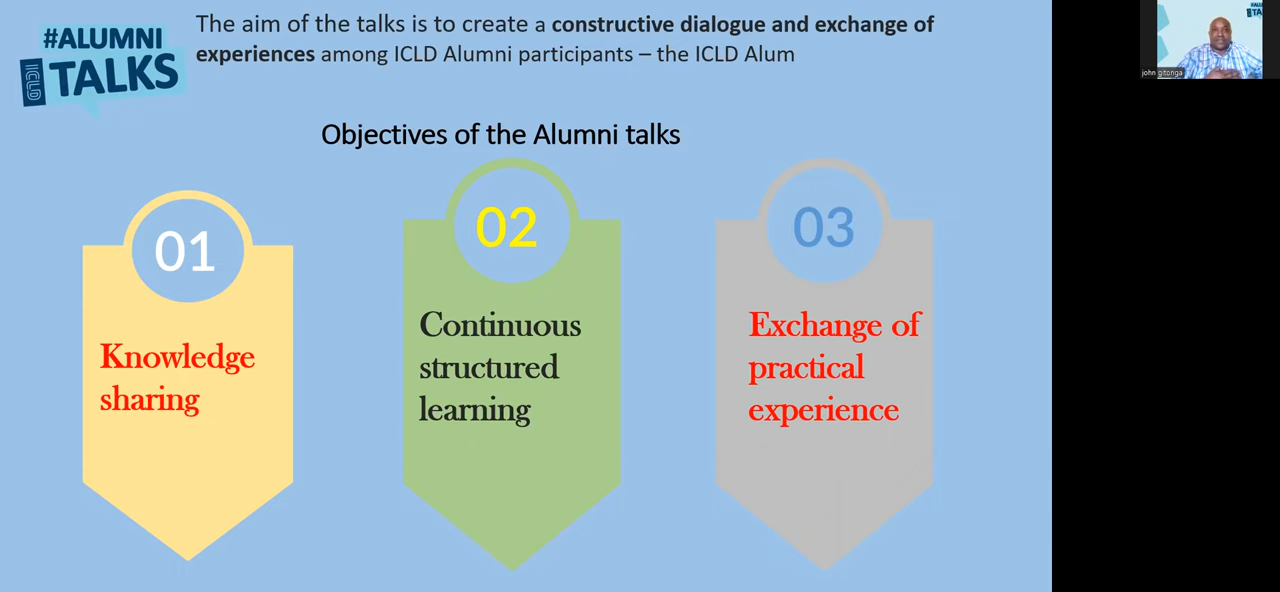 #ALUMNI
ICLD
TALKS
The aim of the talks is to create a constructive dialogue and exchange of
experiences among ICLD Alumni participants – the ICLD Alum
Objectives of the Alumni talks
01
Knowledge
sharing
02
Continuous
structured
learning
03
Exchange of
practical
experience
john gitonga